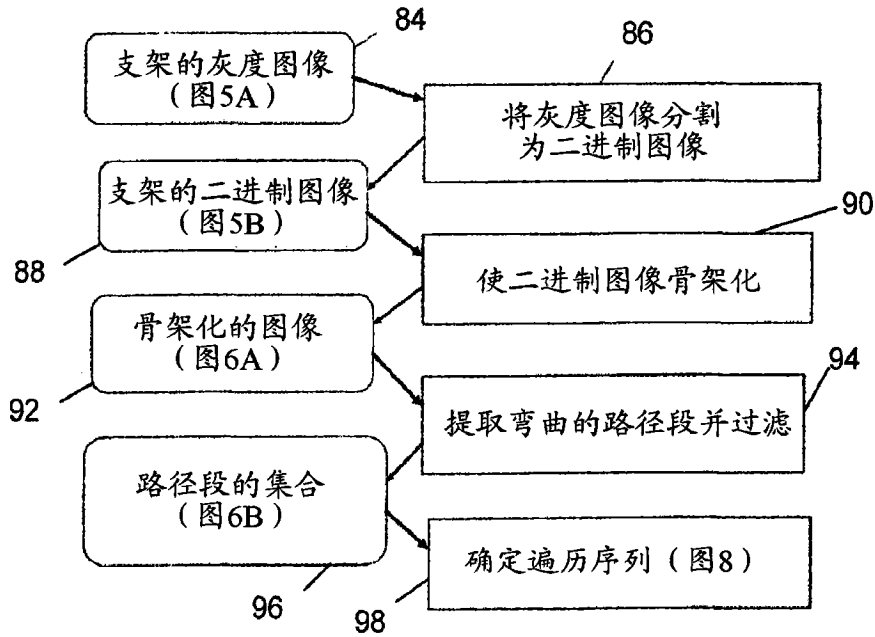 84
支架的灰度图像
（图5A）
86
将灰度图像分割
为二进制图像
支架的二进制图像
（图5B）
88
90
使二进制图像骨架化
骨架化的图像
（图6A）
92
94
提取弯曲的路径段并过滤
路径段的集合
（图6B）
96
确定遍历序列（图8）
98